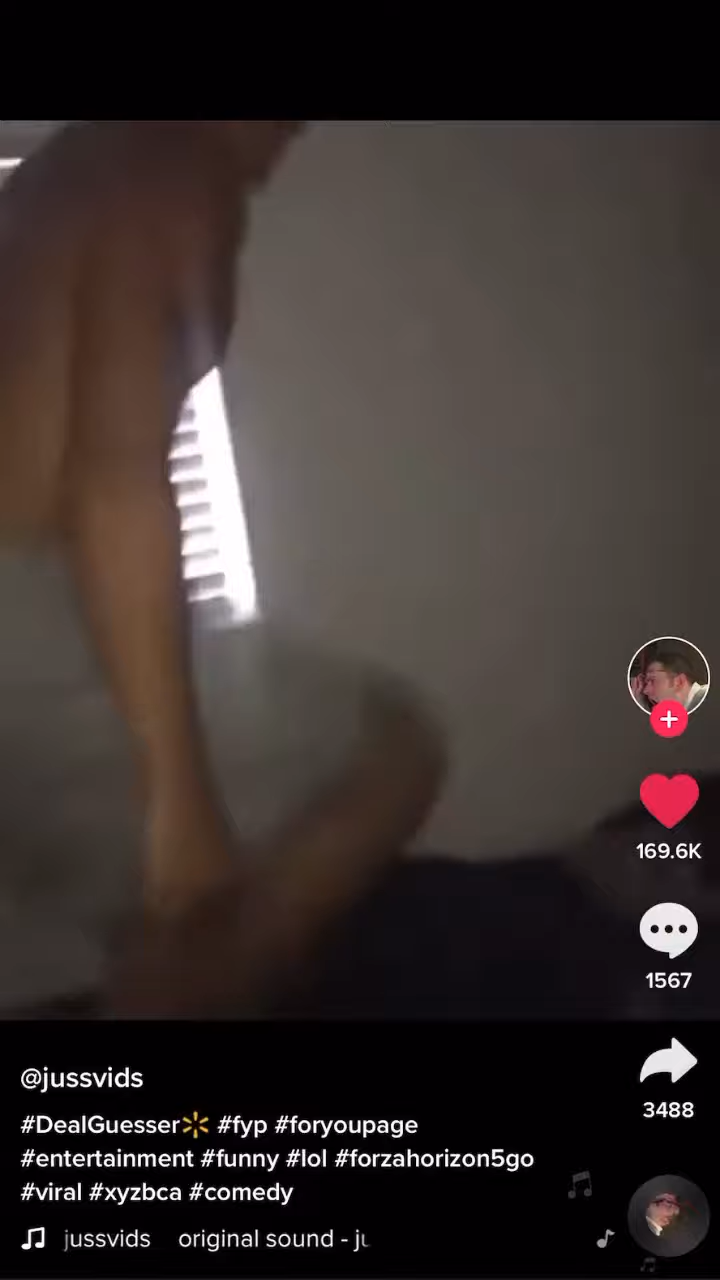 169.6K
1567
3488
@jussvids
#DealGuesser #fyp #foryoupage
#entertainment #funny #lol #forzahorizon5go
#viral #xyzbca #comedy
jussvids original sound - ju